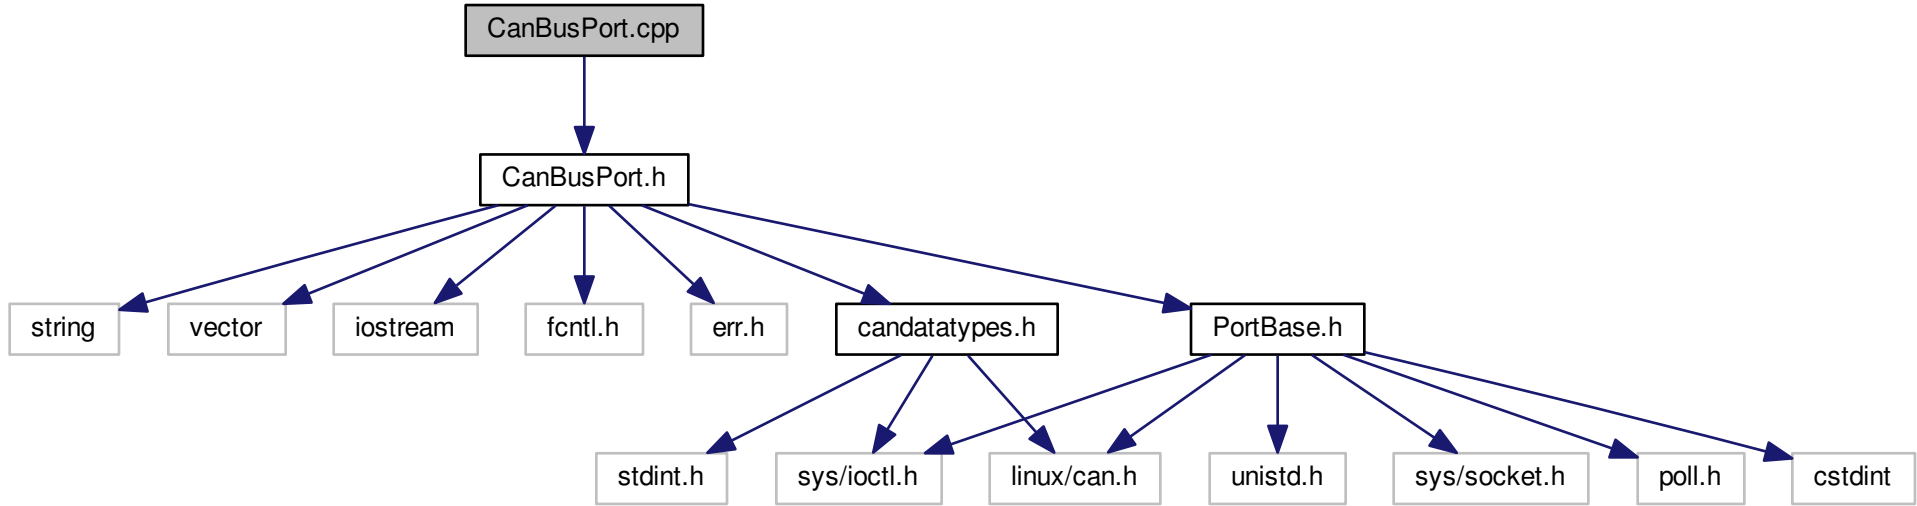 CanBusPort.cpp
CanBusPort.h
string
vector
iostream
fcntl.h
err.h
candatatypes.h
PortBase.h
stdint.h
sys/ioctl.h
linux/can.h
unistd.h
sys/socket.h
poll.h
cstdint